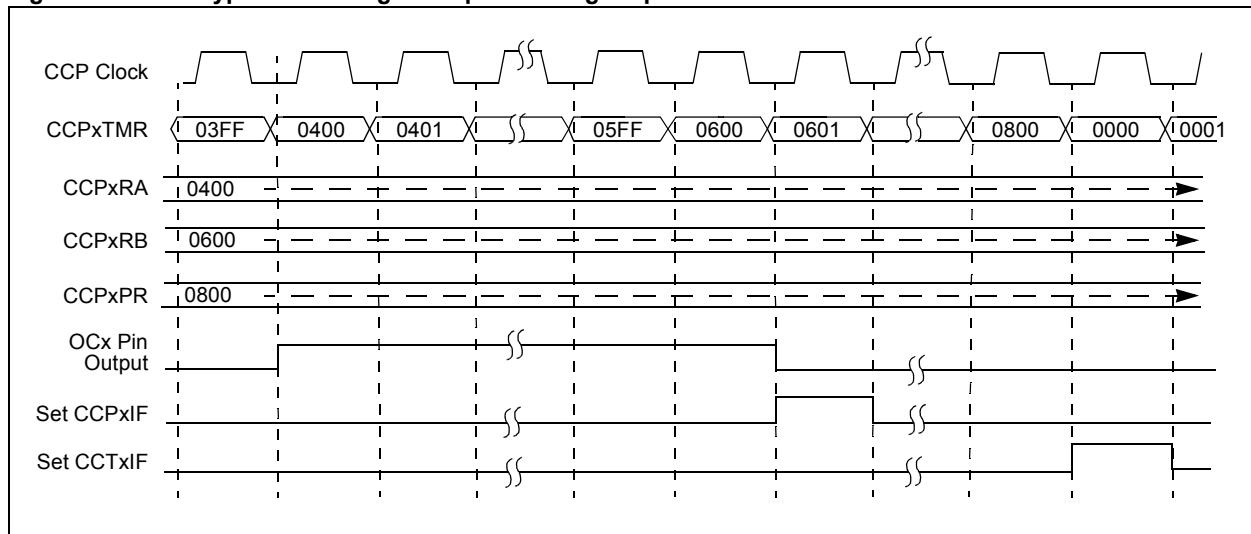 CCP Clock
CCPxTMR 03FF 0400 0401 05FF 0600 0601 0800 0000 0001
CCPxRA 0400
CCPxRB 0600
CCPxPR 0800
OCx Pin
Output
Set CCPxIF
Set CCTxIF